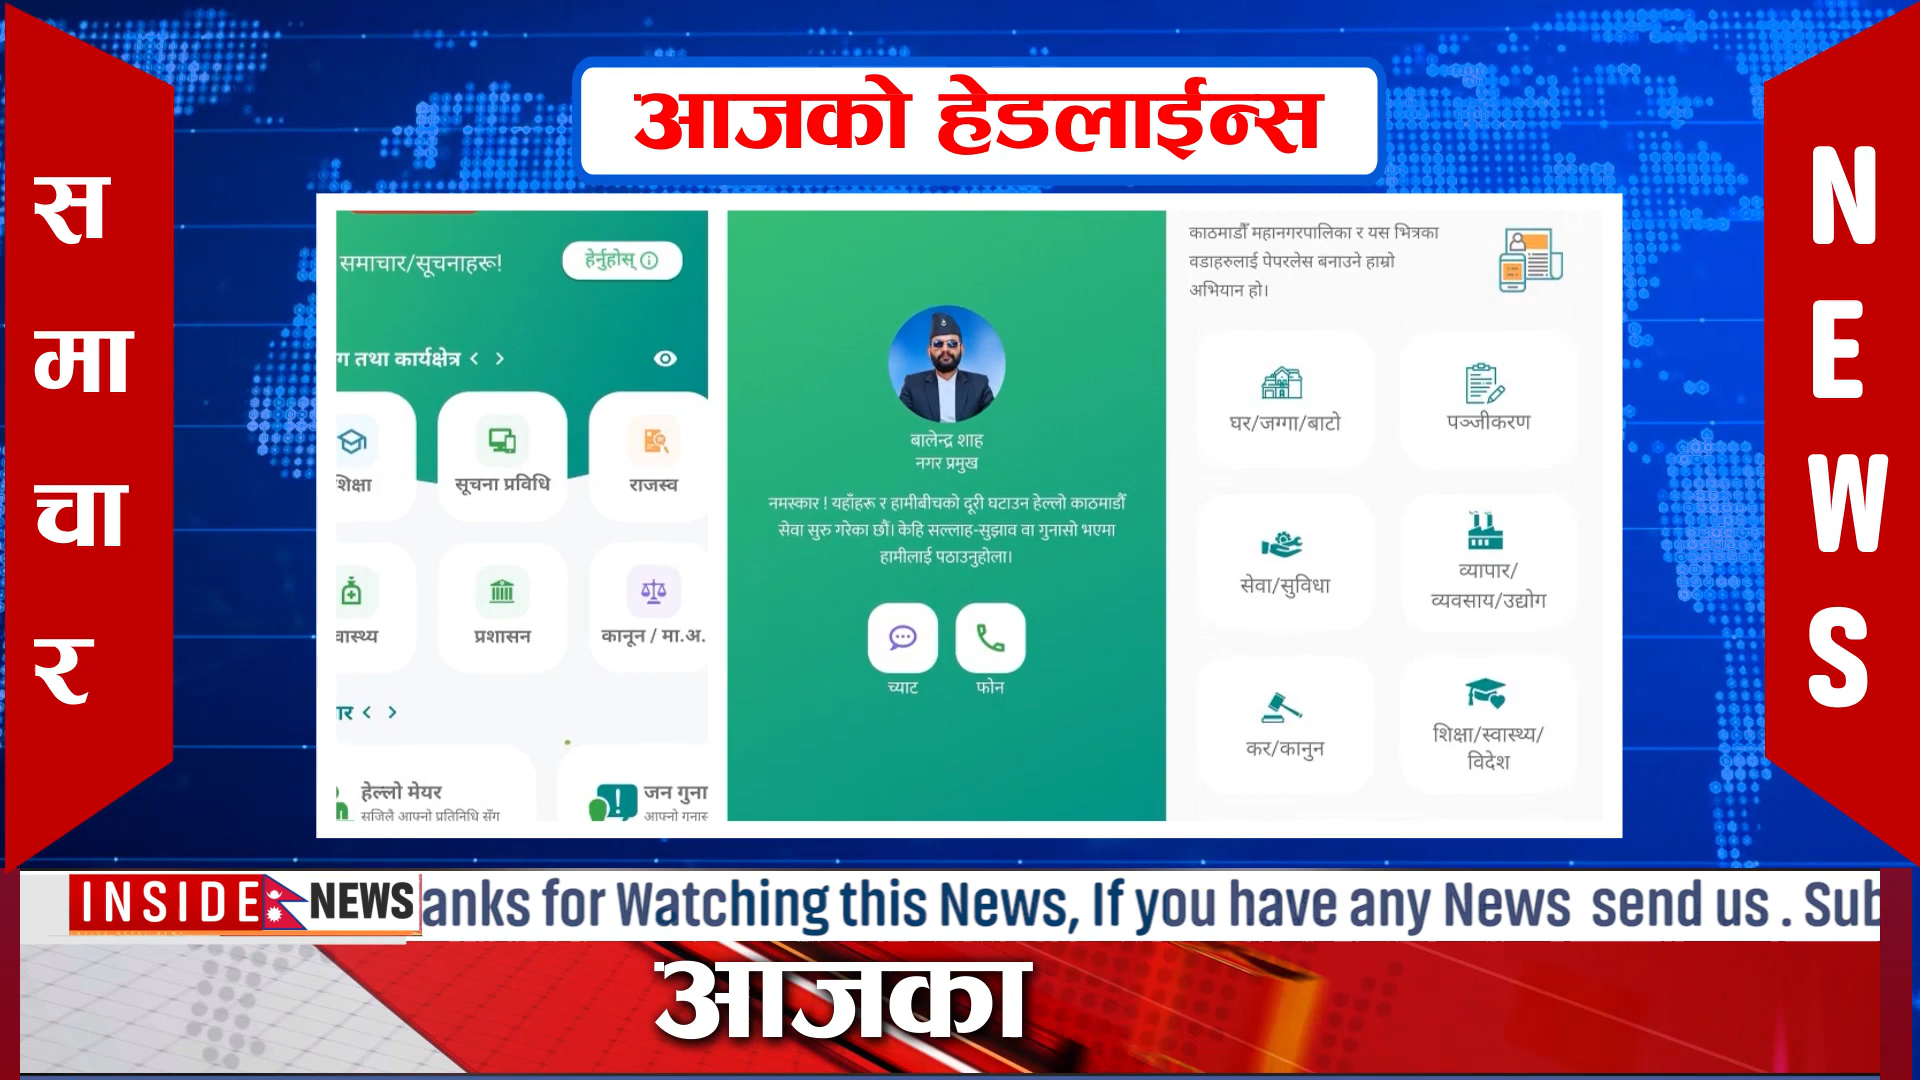 आजको हेडलाईन्स
स
मा
चा
र
N
E
W
S
समाचार/सूचनाहरू!
हेर्नुहोस्
ग तथा कार्यक्षेत्र < >
शिक्षा
सूचना प्रविधि
राजस्व
वास्थ्य
प्रशासन
कानून / मा.अ.
ार < >
हेल्लो मेयर
सजिलै आफ्नो प्रतिनिधि सँग
जन गुना
आफ्नो गुनास
बालेन्द्र शाह
नगर प्रमुख
नमस्कार ! यहाँहरू र हामीबीचको दूरी घटाउन हेल्लो काठमाडौँ
सेवा सुरु गरेका छौं। केहि सल्लाह-सुझाव वा गुनासो भएमा
हामीलाई पठाउनुहोला।
च्याट
फोन
काठमाडौँ महानगरपालिका र यस भित्रका
वडाहरुलाई पेपरलेस बनाउने हाम्रो
अभियान हो।
घर/जग्गा/बाटो
पञ्जीकरण
सेवा/सुविधा
व्यापार/
व्यवसाय/उद्योग
कर/कानुन
शिक्षा/स्वास्थ्य/
विदेश
INSIDE NEWS
anks for Watching this News, If you have any News send us . Sub
आजका